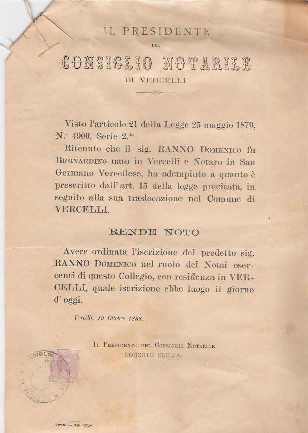 IL PRESIDENTE
DEL
CONSIGLIO NOTARILE
DI VERCELLI
Visto l'articolo 21 della Legge 25 maggio 1879,
N.° 4900, Serie 2.ª
Ritenuto che il sig. RANNO DOMENICO fu
BERNARDINO nato in Vercelli e Notaro in San
Germano Vercellese, ha adempiuto a quanto è
prescritto dall'art. 15 della legge precitata, in
seguito alla sua traslocazione nel Comune di
VERCELLI.
RENDE NOTO
Avere ordinata l'iscrizione del predetto sig.
RANNO DOMENICO nel ruolo dei Notai eser-
centi di questo Collegio, con residenza in VER-
CELLI, quale iscrizione ebbe luogo il giorno
d'oggi.
Vercelli, 10 Ottobre
IL PRESIDENTE DEL CONSIGLIO NOTARILE